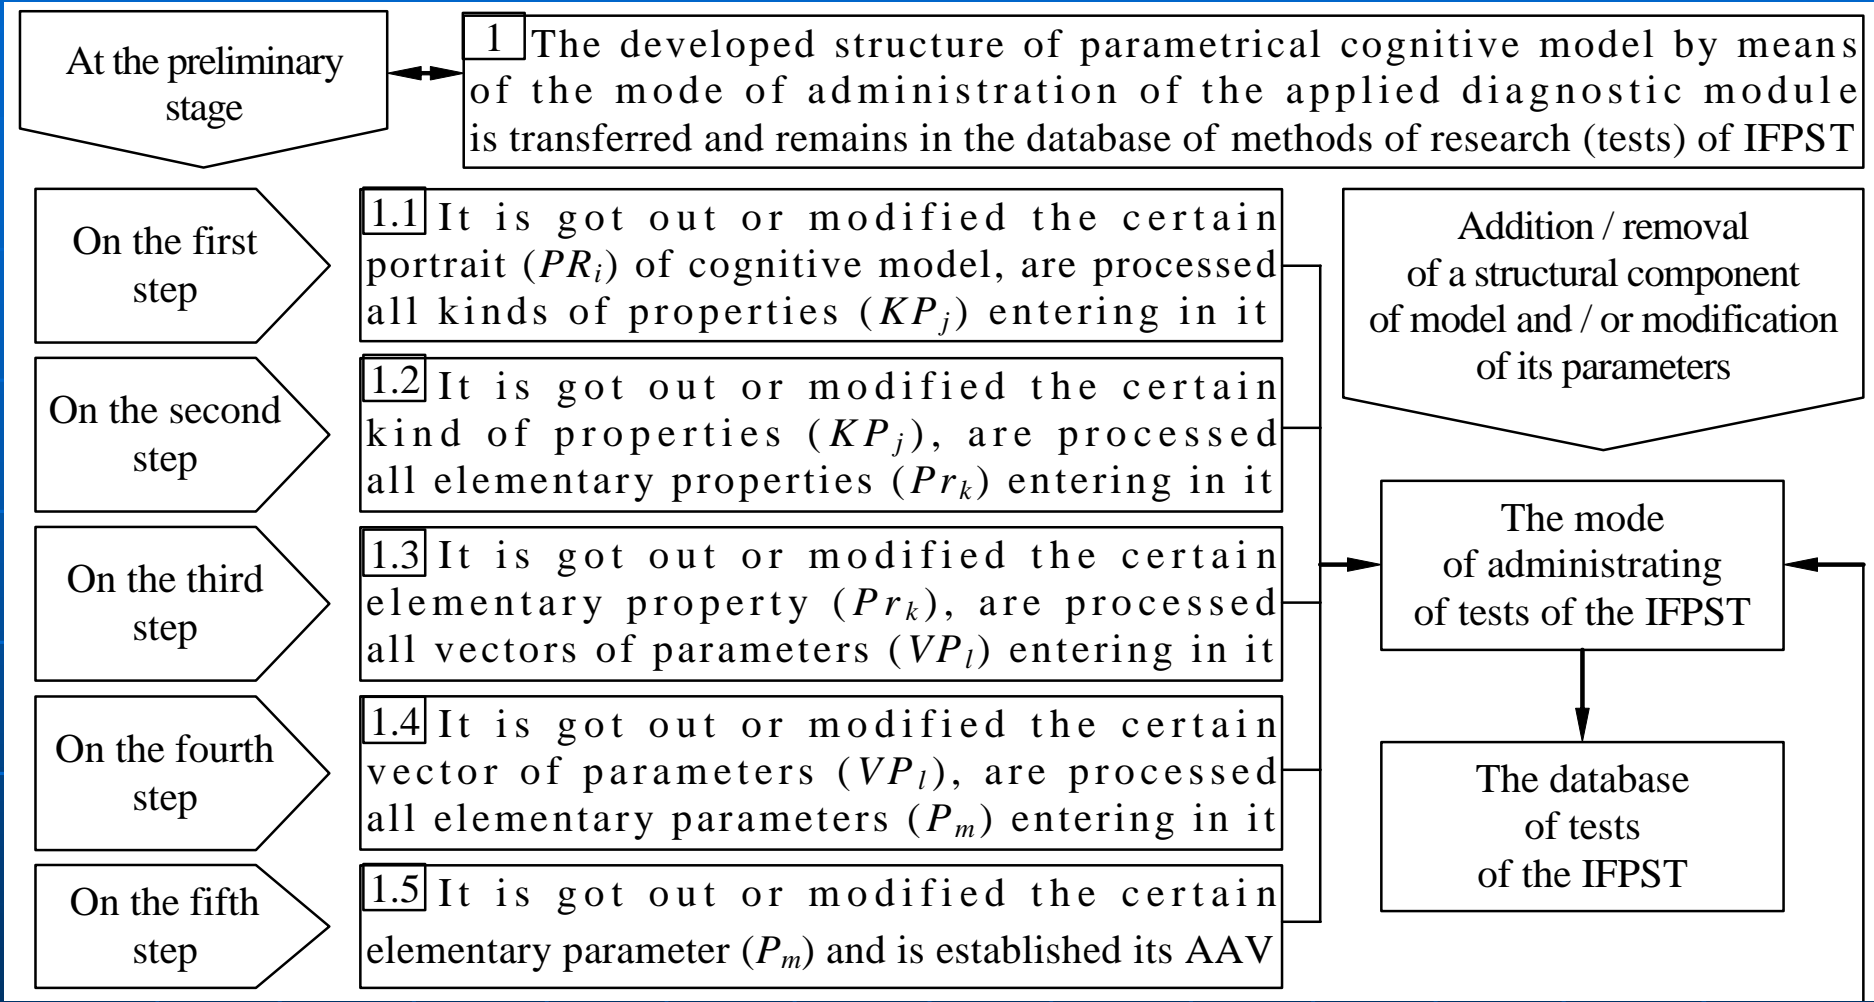 At the preliminary
stage
1 The developed structure of parametrical cognitive model by means
of the mode of administration of the applied diagnostic module
is transferred and remains in the database of methods of research (tests) of IFPST
On the first
step
1.1 It is got out or modified the certain
portrait (PRᵢ) of cognitive model, are processed
all kinds of properties (KPⱼ) entering in it
On the second
step
1.2 It is got out or modified the certain
kind of properties (KPⱼ), are processed
all elementary properties (Prₖ) entering in it
On the third
step
1.3 It is got out or modified the certain
elementary property (Prₖ), are processed
all vectors of parameters (VPₗ) entering in it
On the fourth
step
1.4 It is got out or modified the certain
vector of parameters (VPₗ), are processed
all elementary parameters (Pₘ) entering in it
On the fifth
step
1.5 It is got out or modified the certain
elementary parameter (Pₘ) and is established its AAV
Addition / removal
of a structural component
of model and / or modification
of its parameters
The mode
of administrating
of tests of the IFPST
The database
of tests
of the IFPST